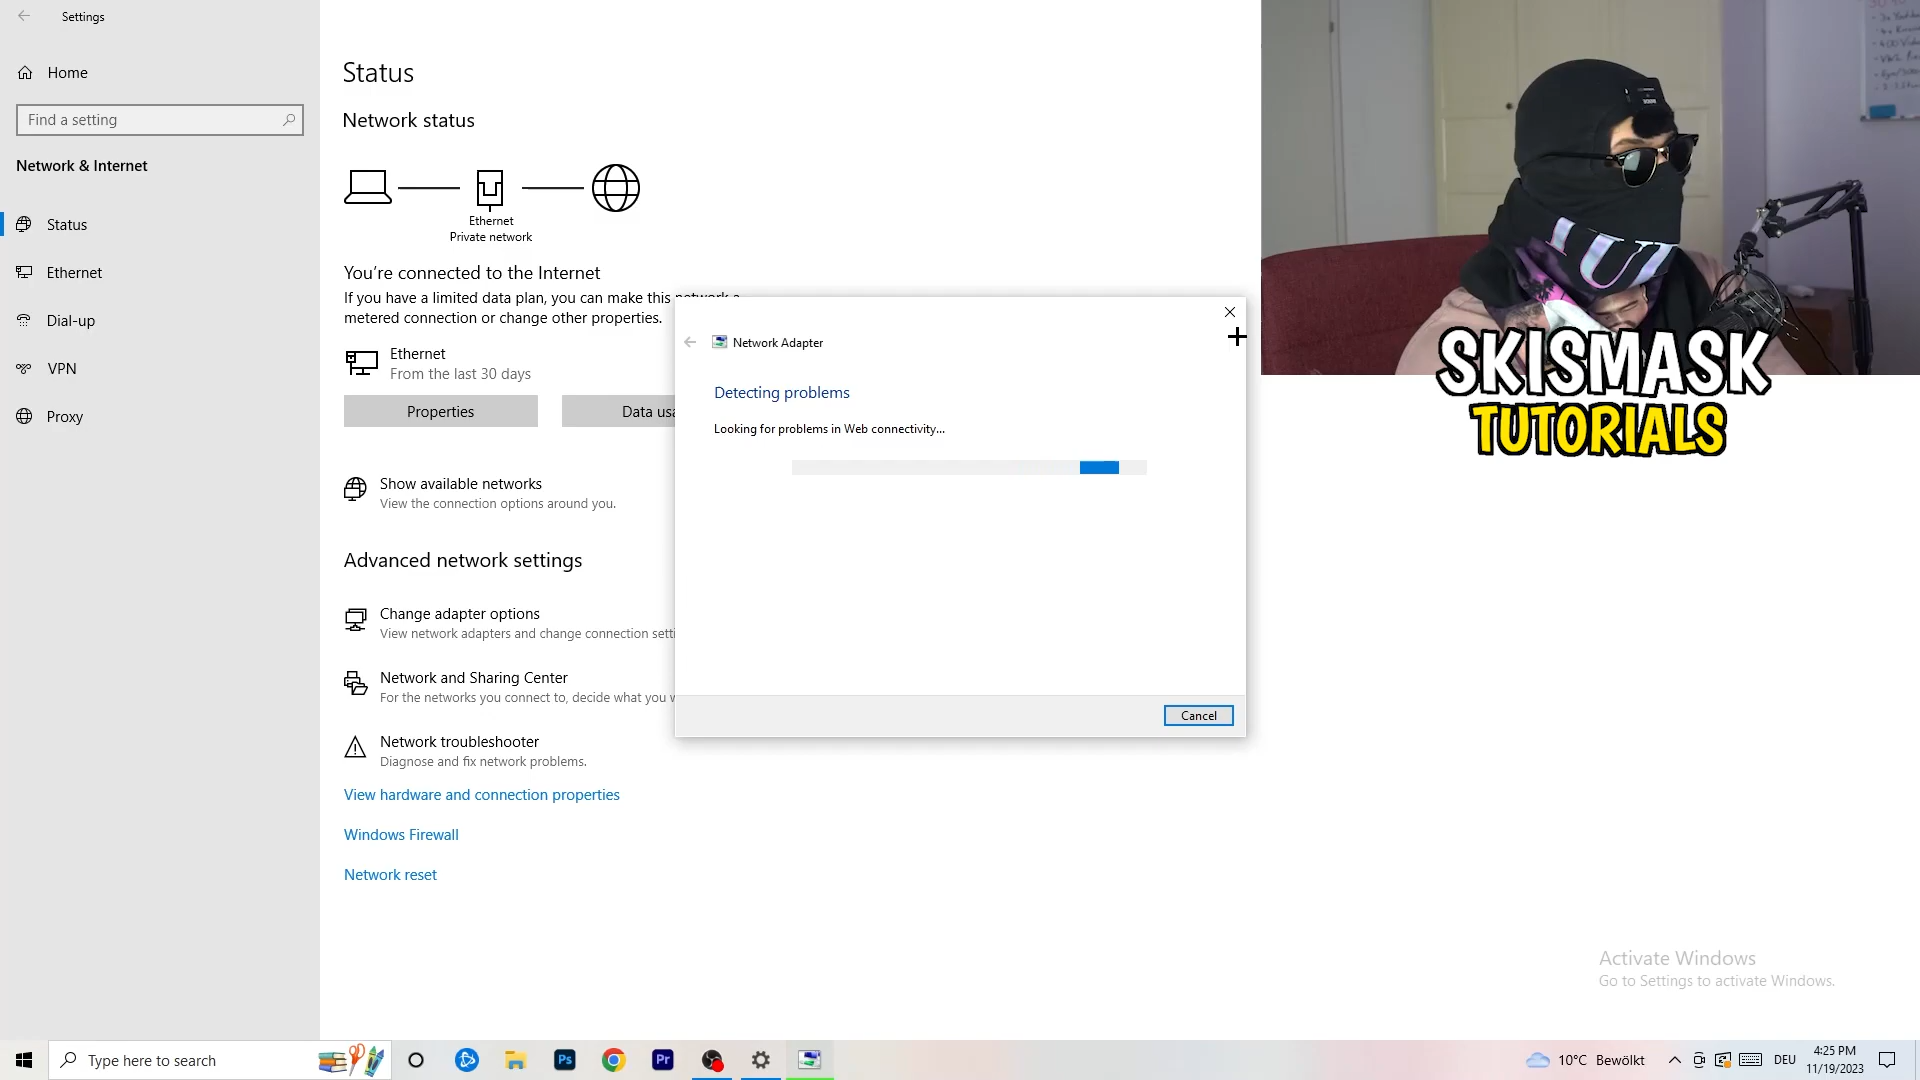 Settings
Home
Find a setting
Network & Internet
Status
Ethernet
Dial-up
VPN
Proxy
Status
Network status
Ethernet
Private network
You're connected to the Internet
If you have a limited data plan, you can make this network a
metered connection or change other properties.
Ethernet
From the last 30 days
Properties
Data usa
Show available networks
View the connection options around you.
Advanced network settings
Change adapter options
View network adapters and change connection setti
Network and Sharing Center
For the networks you connect to, decide what you w
Network troubleshooter
Diagnose and fix network problems.
View hardware and connection properties
Windows Firewall
Network reset
Network Adapter
Detecting problems
Looking for problems in Web connectivity...
Cancel
SKISMASK
TUTORIALS
Activate Windows
Go to Settings to activate Windows.
Type here to search
Ps
Pr
10°C Bewölkt
DEU
4:25 PM
11/19/2023